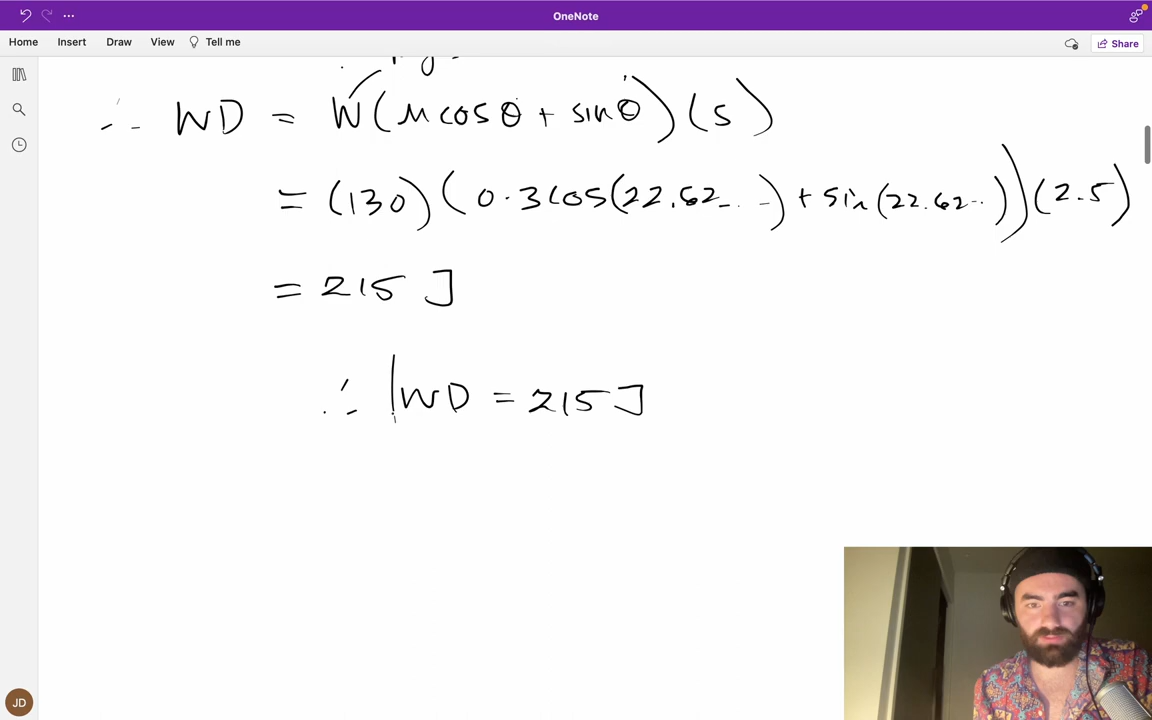 OneNote
Home Insert Draw View Tell me Share
∴ WD = W(μcosθ + sinθ)(s)
= (130)(0.3cos(22.62...) + sin(22.62..))(2.5)
= 215 J
∴ WD = 215 J
JD